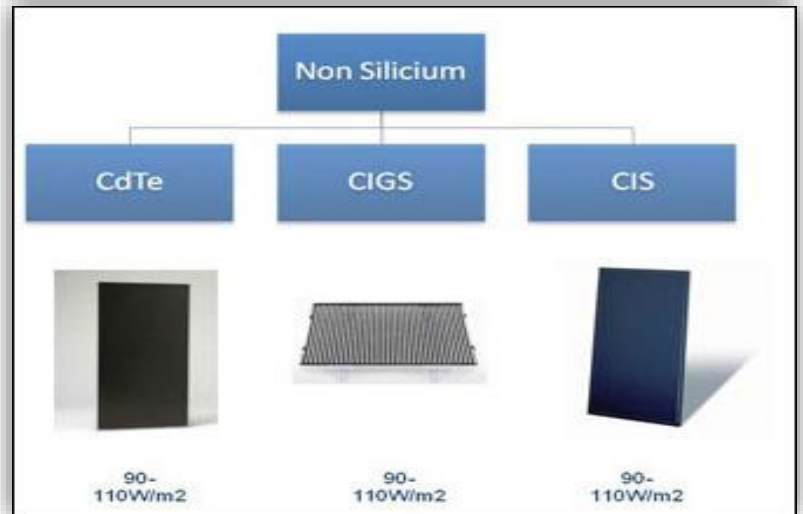 Non Silicium
CdTe
CIGS
CIS
90-
110W/m2
90-
110W/m2
90-
110W/m2